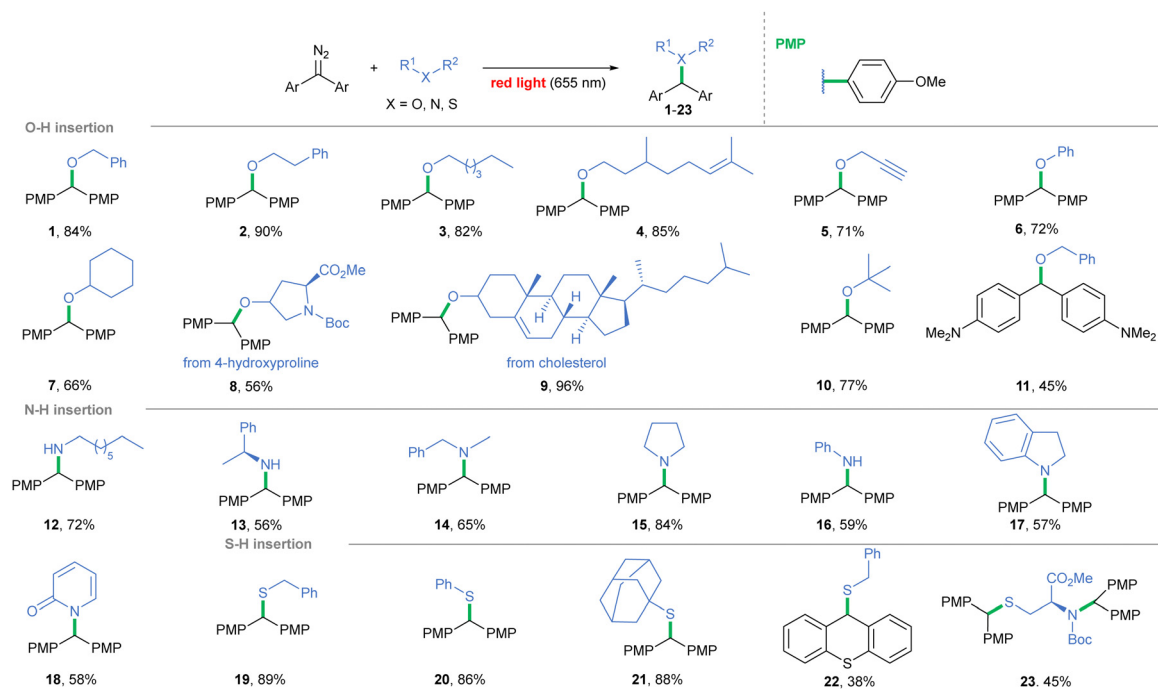 N2
Ar Ar
+
R1 R2
X
X = O, N, S
red light (655 nm)
R1 R2
X
Ar Ar
1-23
PMP
OMe
O-H insertion
O Ph
PMP PMP
1, 84%
O Ph
PMP PMP
2, 90%
O ( )3
PMP PMP
3, 82%
O
PMP PMP
4, 85%
O
PMP PMP
5, 71%
O Ph
PMP PMP
6, 72%
O
PMP PMP
7, 66%
CO2Me
O
N
Boc
PMP
PMP
from 4-hydroxyproline
8, 56%
O
H H
H
PMP
PMP
from cholesterol
9, 96%
O
PMP PMP
10, 77%
O Ph
Me2N NMe2
11, 45%
N-H insertion
HN ( )5
PMP PMP
12, 72%
Ph
NH
PMP PMP
13, 56%
Ph N
PMP PMP
14, 65%
N
PMP PMP
15, 84%
Ph NH
PMP PMP
16, 59%
N
PMP PMP
17, 57%
S-H insertion
O N
PMP PMP
18, 58%
S Ph
PMP PMP
19, 89%
Ph S
PMP PMP
20, 86%
S
PMP PMP
21, 88%
Ph
S
S
22, 38%
CO2Me
PMP S N PMP
PMP PMP
Boc
23. 45%